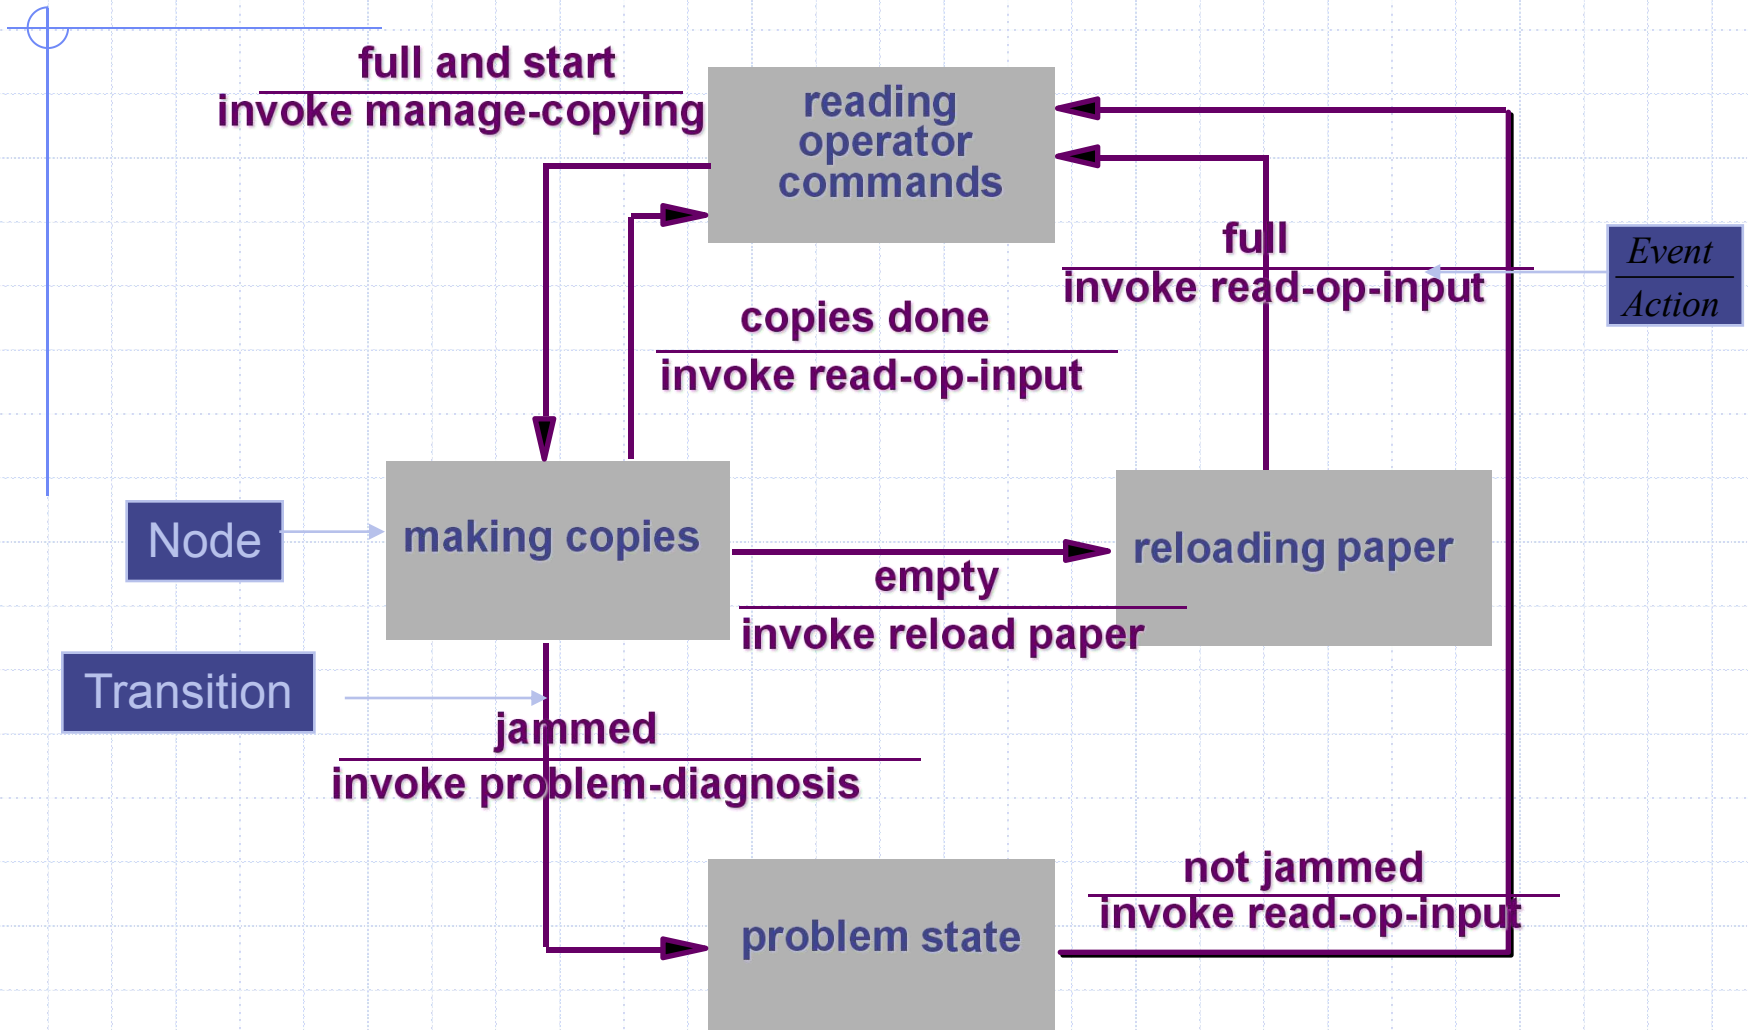 full and start
invoke manage-copying
reading
operator
commands
full
invoke read-op-input
Event
Action
copies done
invoke read-op-input
Node
making copies
reloading paper
empty
invoke reload paper
Transition
jammed
invoke problem-diagnosis
not jammed
invoke read-op-input
problem state